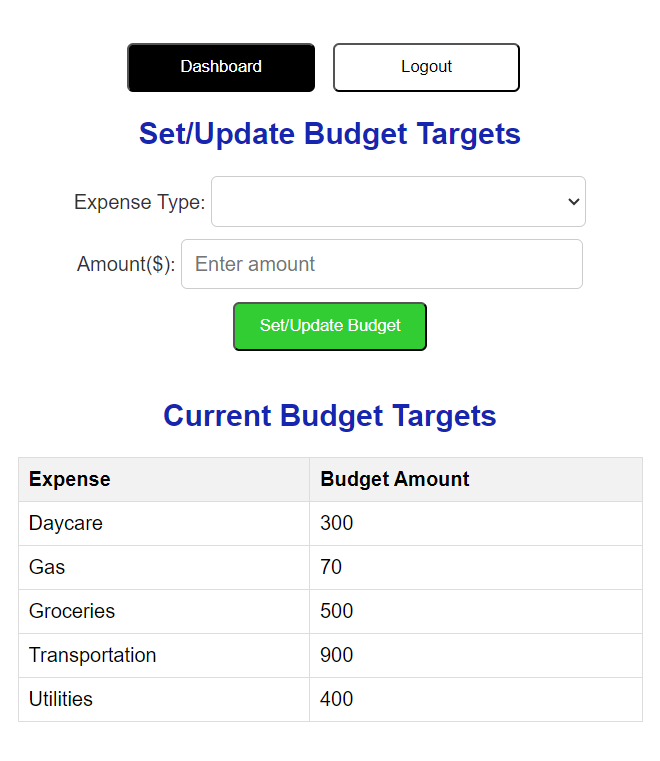 Dashboard Logout
Set/Update Budget Targets
Expense Type:
Amount($): Enter amount
Set/Update Budget
Current Budget Targets
Expense Budget Amount
Daycare 300
Gas 70
Groceries 500
Transportation 900
Utilities 400